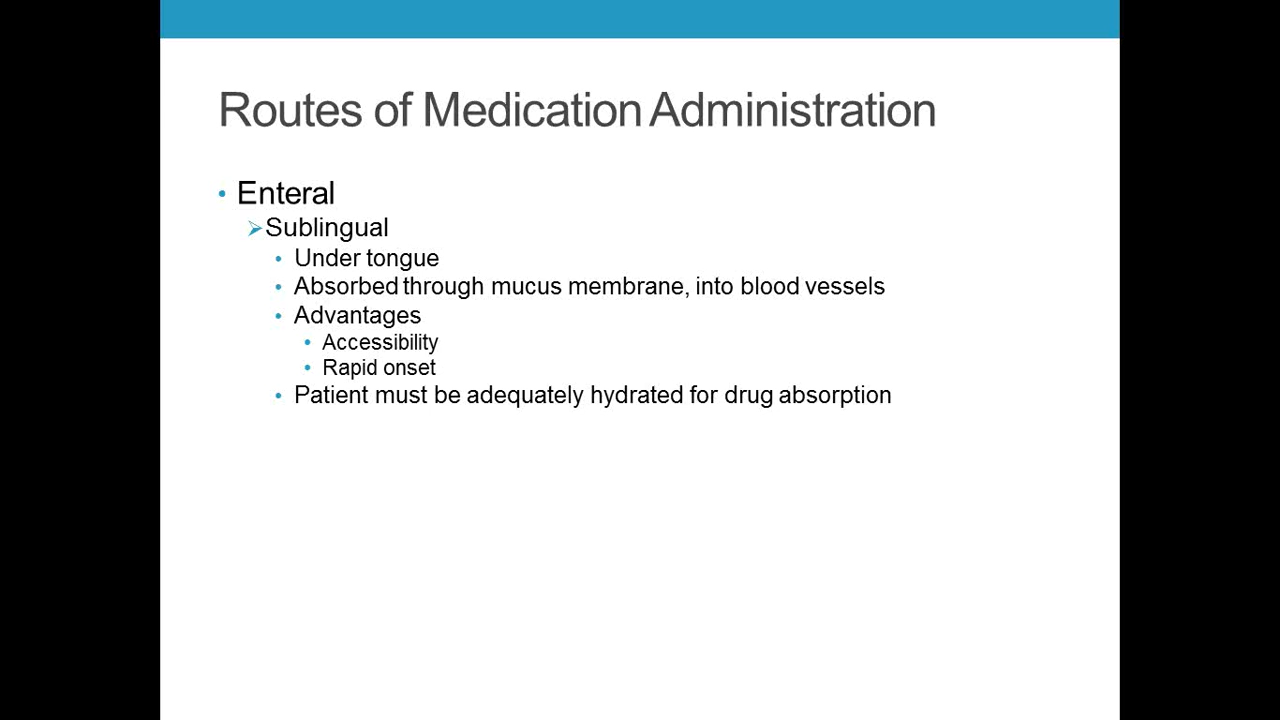 Routes of Medication Administration
• Enteral
➢Sublingual
• Under tongue
• Absorbed through mucus membrane, into blood vessels
• Advantages
• Accessibility
• Rapid onset
• Patient must be adequately hydrated for drug absorption